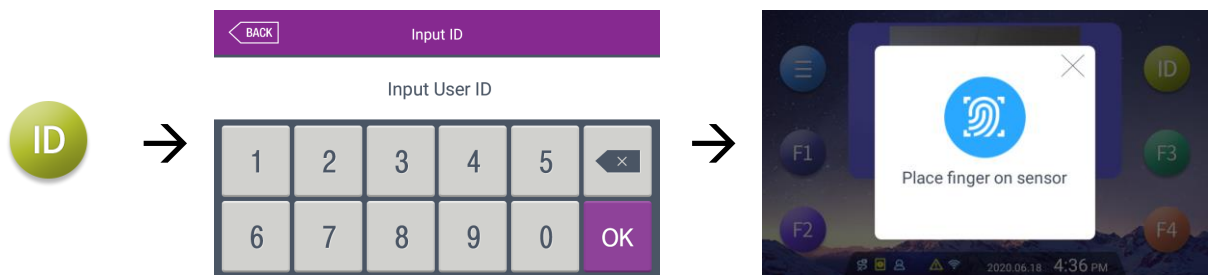 ID
BACK
Input ID
Input User ID
1 2 3 4 5
6 7 8 9 0 OK
ID
F1
F3
Place finger on sensor
F2
F4
2020.06.18 4:36 PM